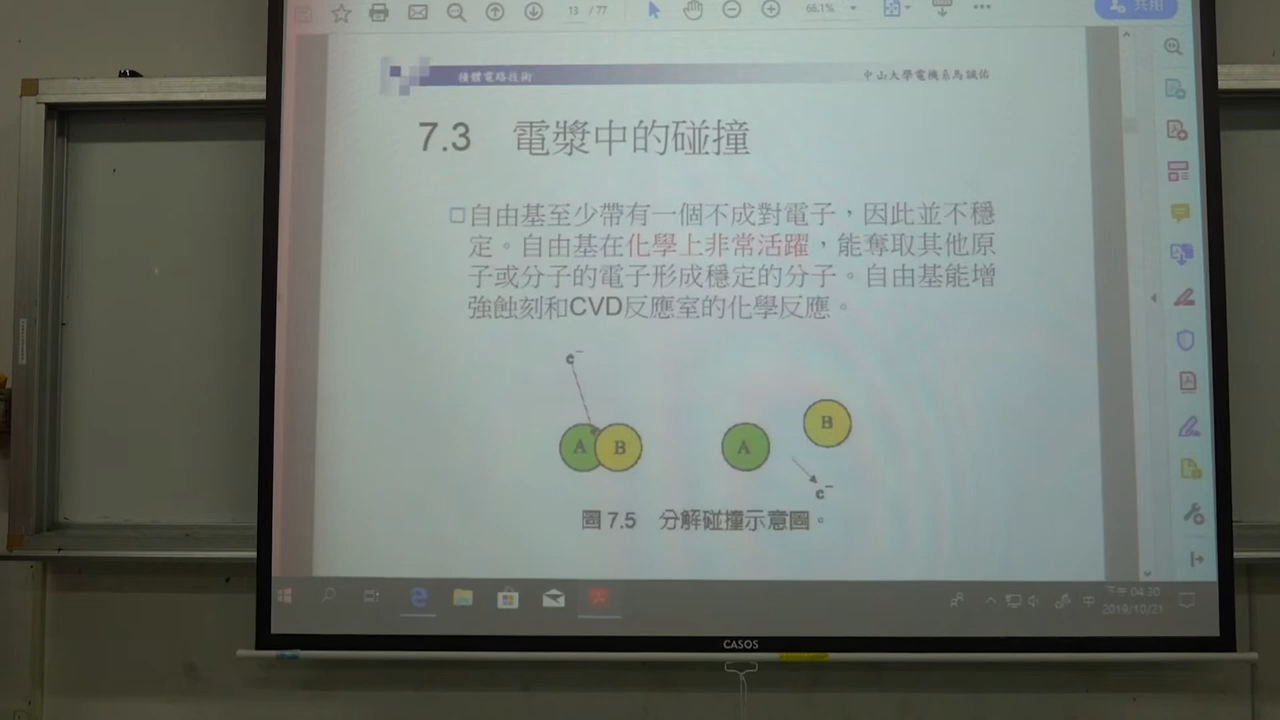 13 / 77
66.1%
共用
積體電路技術
中山大學電機系馬誠佑
7.3 電漿中的碰撞
自由基至少帶有一個不成對電子，因此並不穩
定。自由基在化學上非常活躍，能奪取其他原
子或分子的電子形成穩定的分子。自由基能增
強蝕刻和CVD反應室的化學反應。
e⁻
A B
A
B
e⁻
圖 7.5 分解碰撞示意圖。
中
下午 04:30
2019/10/21
CASOS